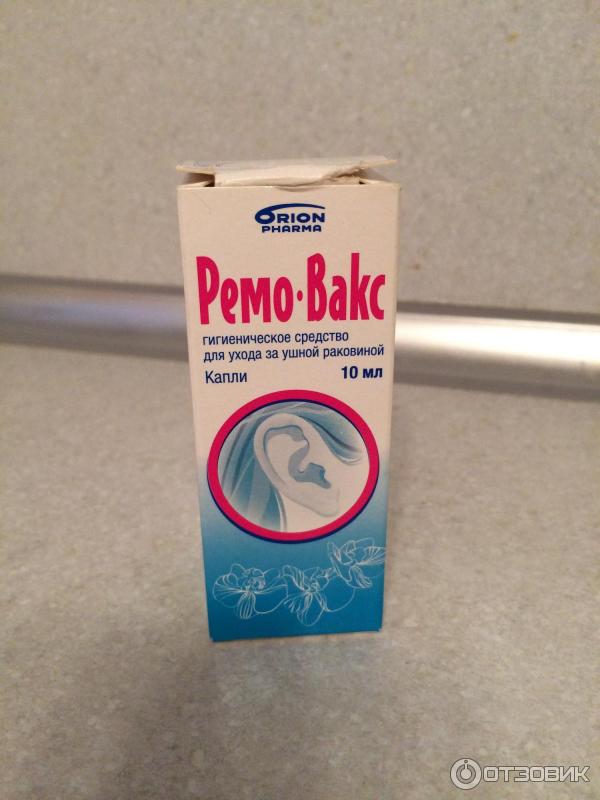 ORION
PHARMA
Ремо·Вакс
гигиеническое средство
для ухода за ушной раковиной
Капли 10 мл
ОТЗОВИК